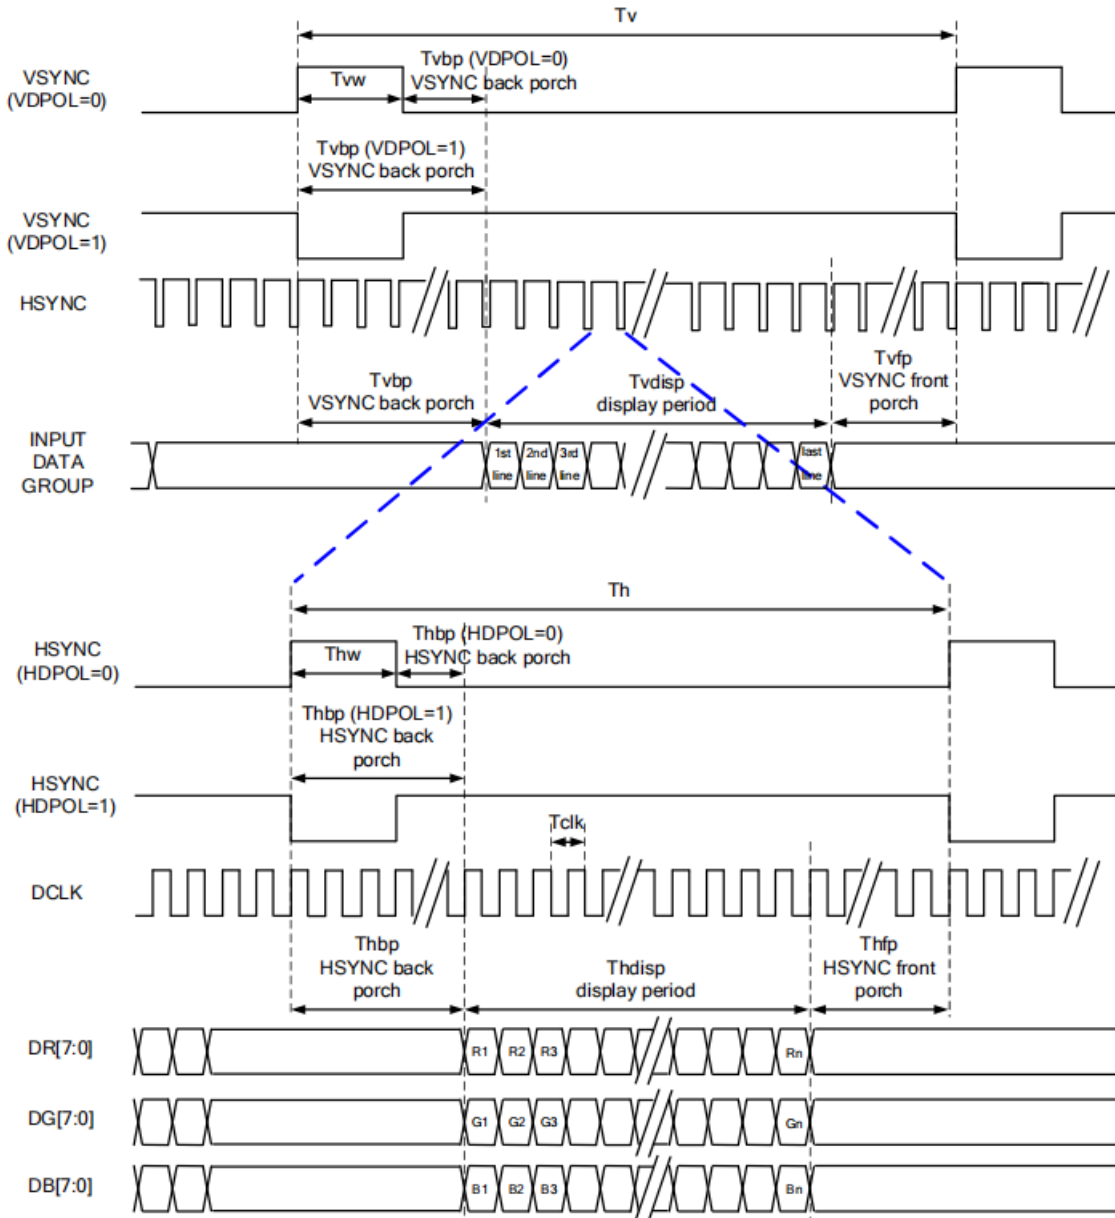 Tv
VSYNC
(VDPOL=0)
Tvw
Tvbp (VDPOL=0)
VSYNC back porch
Tvbp (VDPOL=1)
VSYNC back porch
VSYNC
(VDPOL=1)
HSYNC
Tvbp
VSYNC back porch
Tvdisp
display period
Tvfp
VSYNC front
porch
INPUT
DATA
GROUP
1st
line
2nd
line
3rd
line
last
line
Th
HSYNC
(HDPOL=0)
Thw
Thbp (HDPOL=0)
HSYNC back porch
Thbp (HDPOL=1)
HSYNC back
porch
HSYNC
(HDPOL=1)
Tclk
DCLK
Thbp
HSYNC back
porch
Thdisp
display period
Thfp
HSYNC front
porch
DR[7:0]
R1 R2 R3 Rn
DG[7:0]
G1 G2 G3 Gn
DB[7:0]
B1 B2 B3 Bn